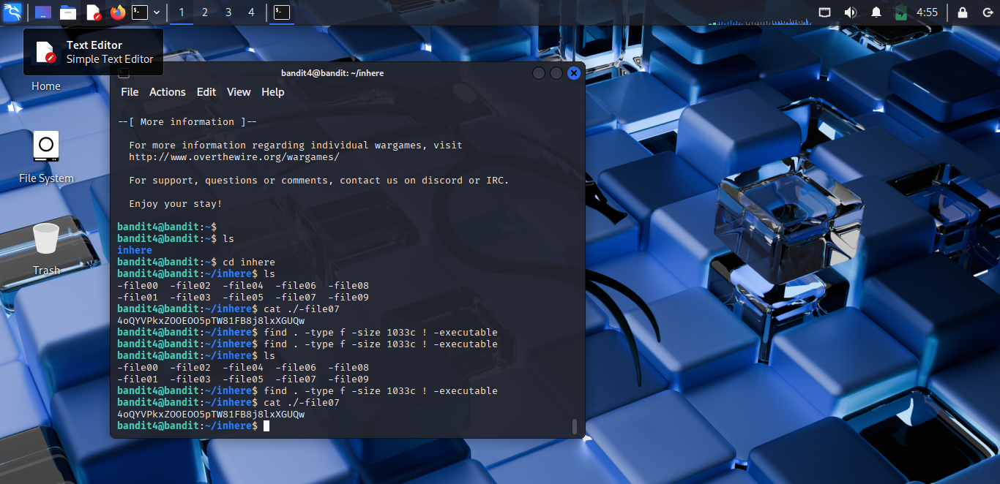 1 2 3 4
4:55
Text Editor
Simple Text Editor
Home
File System
Trash
bandit4@bandit: ~/inhere
File Actions Edit View Help
--[ More information ]--
For more information regarding individual wargames, visit
http://www.overthewire.org/wargames/
For support, questions or comments, contact us on discord or IRC.
Enjoy your stay!
bandit4@bandit:~$
bandit4@bandit:~$ ls
inhere
bandit4@bandit:~$ cd inhere
bandit4@bandit:~/inhere$ ls
-file00 -file02 -file04 -file06 -file08
-file01 -file03 -file05 -file07 -file09
bandit4@bandit:~/inhere$ cat ./-file07
4oQYVPkxZOOEOO5pTW81FB8j8lxXGUQw
bandit4@bandit:~/inhere$ find . -type f -size 1033c ! -executable
bandit4@bandit:~/inhere$ find . -type f -size 1033c ! -executable
bandit4@bandit:~/inhere$ ls
-file00 -file02 -file04 -file06 -file08
-file01 -file03 -file05 -file07 -file09
bandit4@bandit:~/inhere$ find . -type f -size 1033c ! -executable
bandit4@bandit:~/inhere$ cat ./-file07
4oQYVPkxZOOEOO5pTW81FB8j8lxXGUQw
bandit4@bandit:~/inhere$